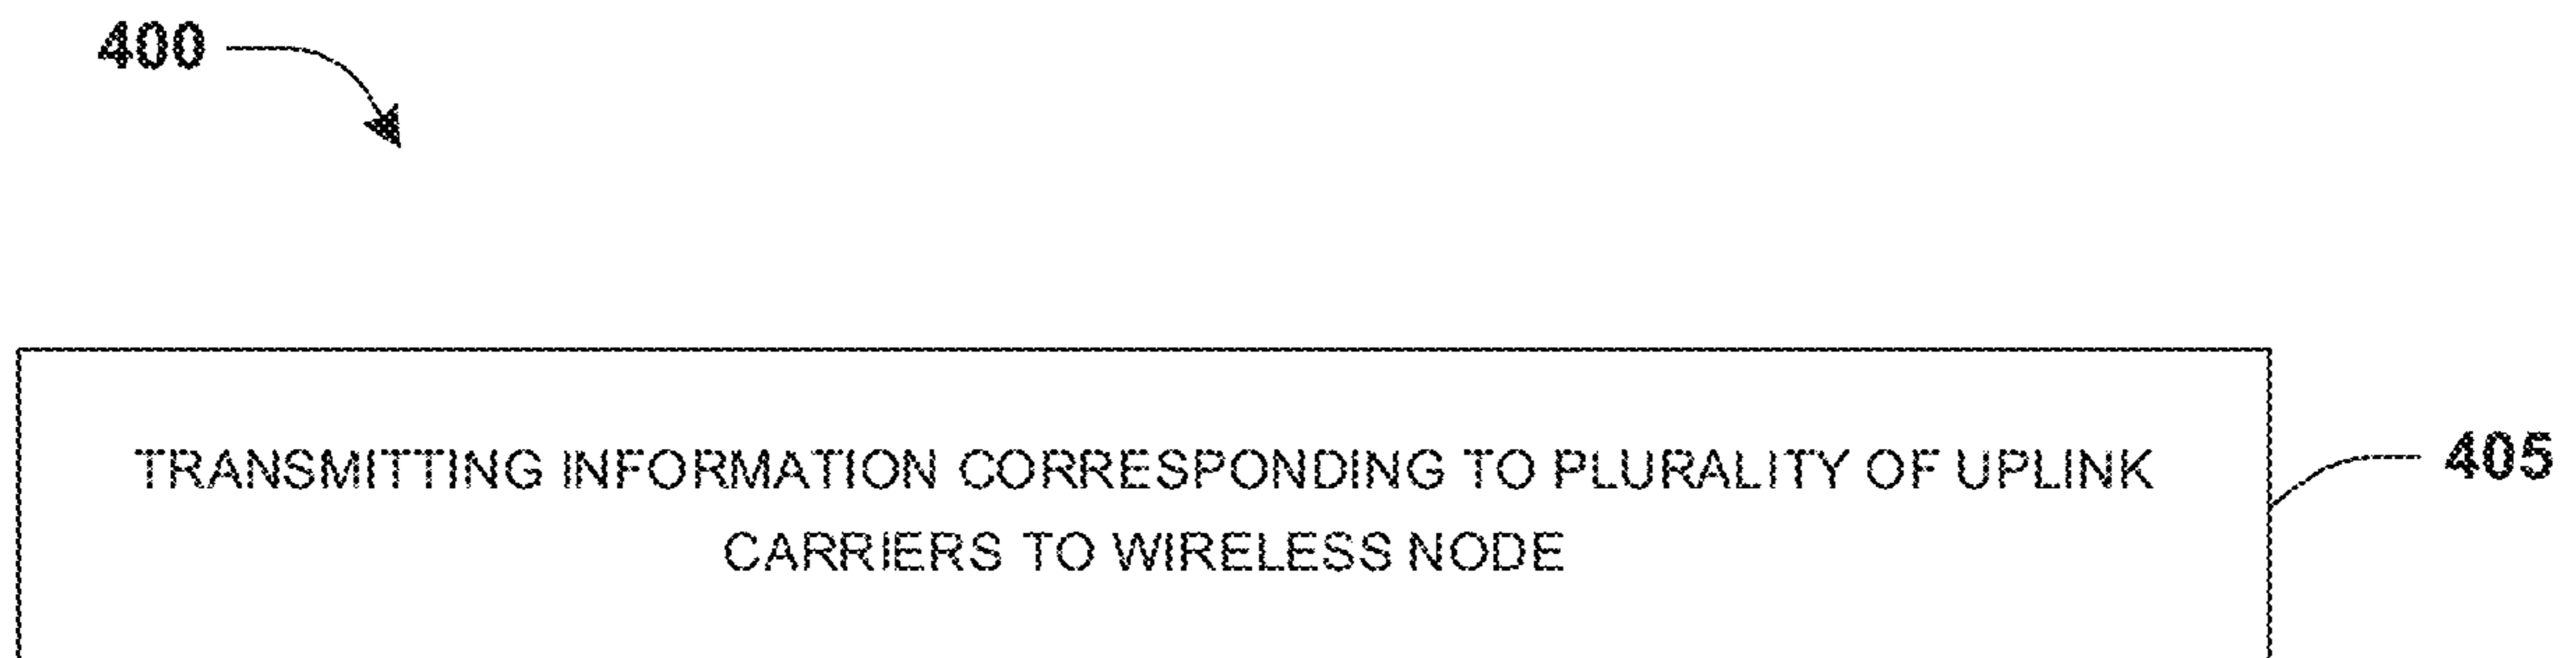 400
TRANSMITTING INFORMATION CORRESPONDING TO PLURALITY OF UPLINK
CARRIERS TO WIRELESS NODE
405